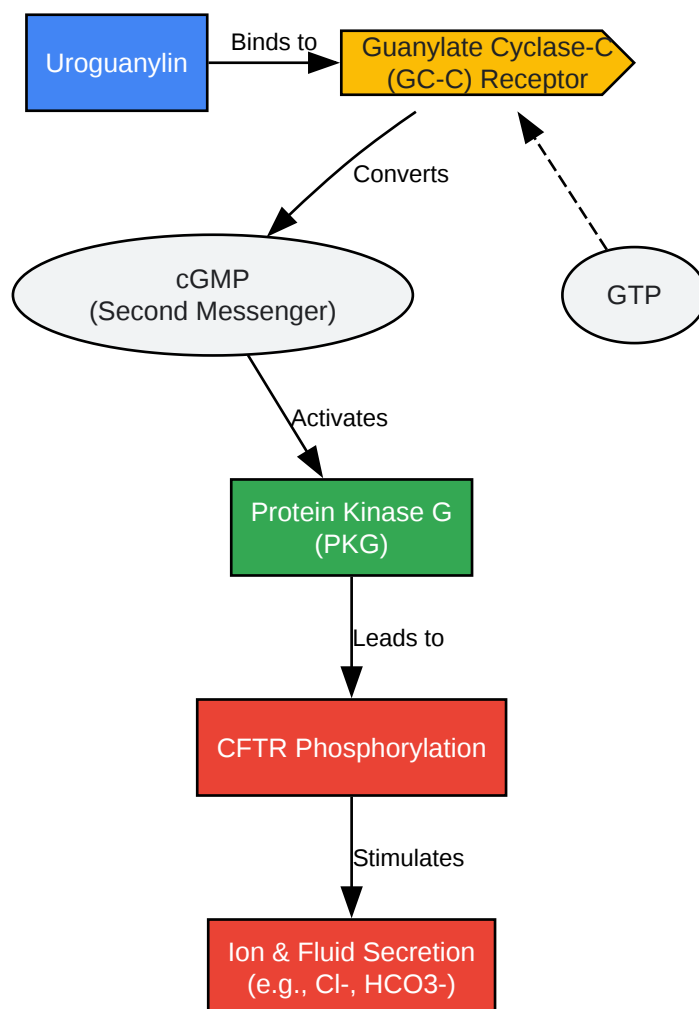 Uroguanylin
Binds to
Guanylate Cyclase-C
(GC-C) Receptor
Converts
cGMP
(Second Messenger)
GTP
Activates
Protein Kinase G
(PKG)
Leads to
CFTR Phosphorylation
Stimulates
Ion & Fluid Secretion
(e.g., Cl-, HCO3-)